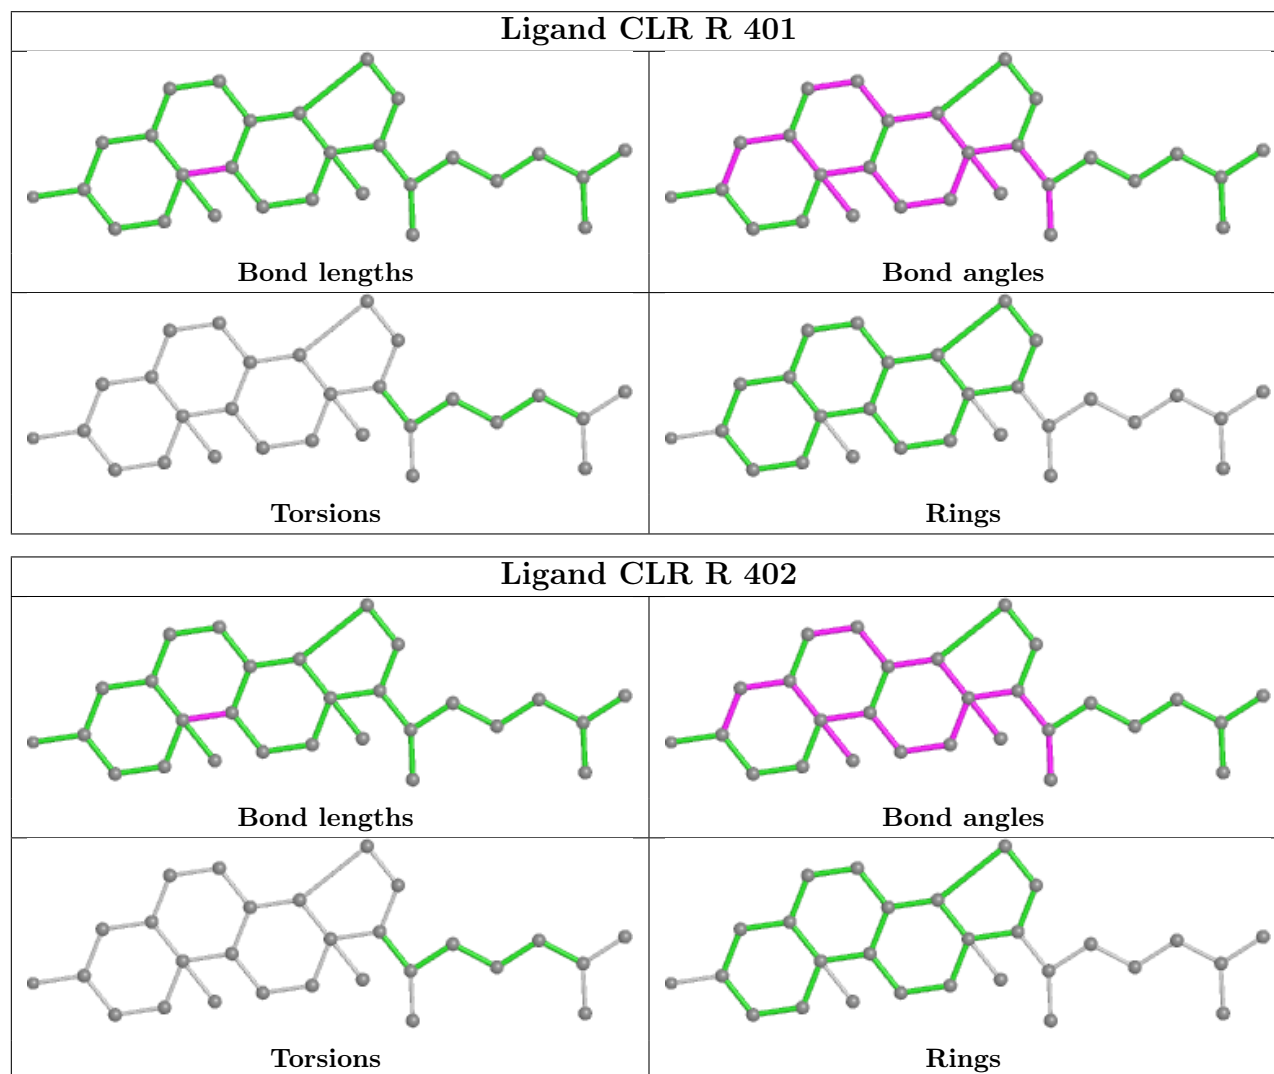 Ligand CLR R 401
Bond lengths
Bond angles
Torsions
Rings
Ligand CLR R 402
Bond lengths
Bond angles
Torsions
Rings